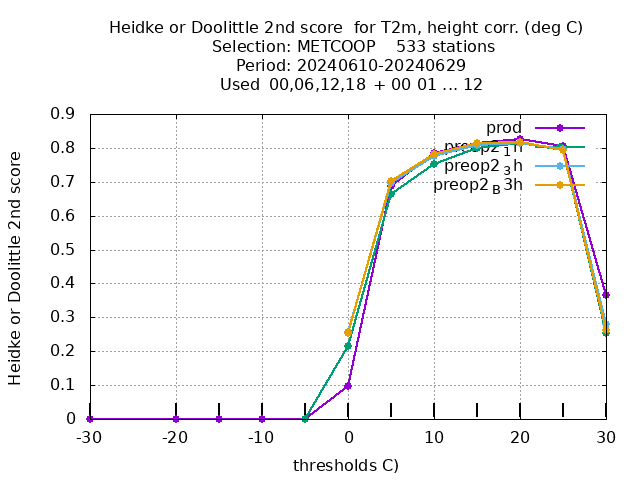 Heidke or Doolittle 2nd score  for T2m, height corr. (deg C)
Selection: METCOOP    533 stations
Period: 20240610-20240629
Used  00,06,12,18  + 00 01 ... 12
Heidke or Doolittle 2nd score
0.9
0.8
0.7
0.6
0.5
0.4
0.3
0.2
0.1
0
prod
preop2 1h
preop2 3h
preop2 B3h
-30
-20
-10
0
10
20
30
thresholds C)